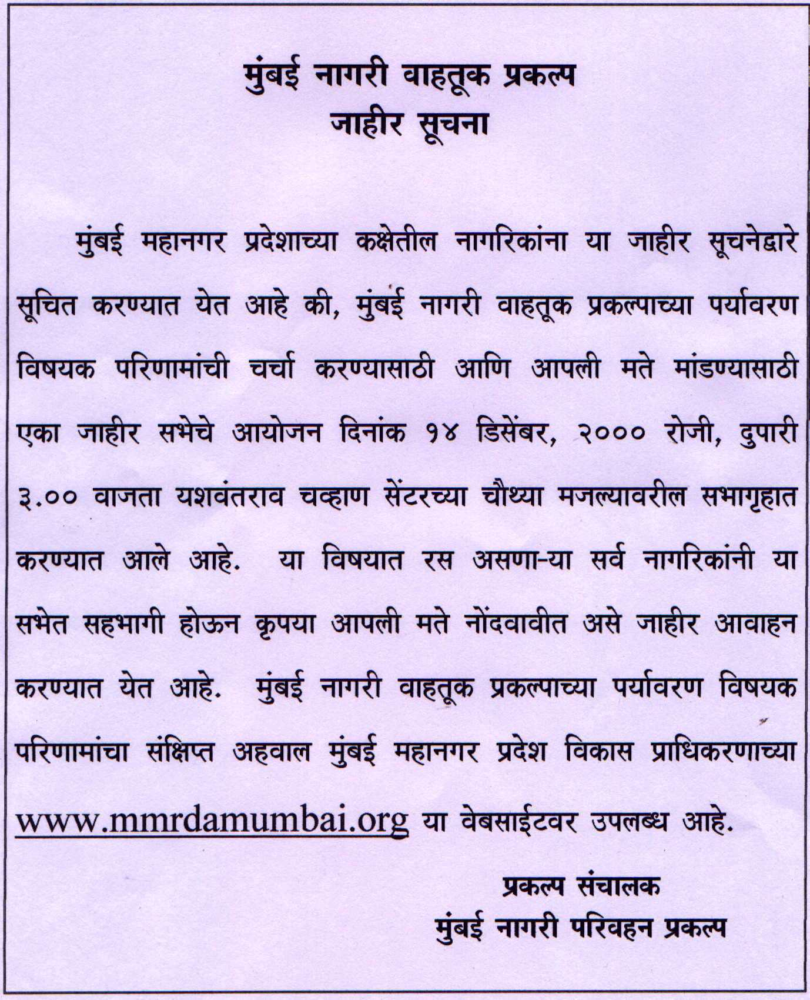 मुंबई नागरी वाहतूक प्रकल्प
जाहीर सूचना
मुंबई महानगर प्रदेशाच्या कक्षेतील नागरिकांना या जाहीर सूचनेद्वारे
सूचित करण्यात येत आहे की, मुंबई नागरी वाहतूक प्रकल्पाच्या पर्यावरण
विषयक परिणामांची चर्चा करण्यासाठी आणि आपली मते मांडण्यासाठी
एका जाहीर सभेचे आयोजन दिनांक १४ डिसेंबर, २००० रोजी, दुपारी
३.०० वाजता यशवंतराव चव्हाण सेंटरच्या चौथ्या मजल्यावरील सभागृहात
करण्यात आले आहे. या विषयात रस असणा-या सर्व नागरिकांनी या
सभेत सहभागी होऊन कृपया आपली मते नोंदवावीत असे जाहीर आवाहन
करण्यात येत आहे. मुंबई नागरी वाहतूक प्रकल्पाच्या पर्यावरण विषयक
परिणामांचा संक्षिप्त अहवाल मुंबई महानगर प्रदेश विकास प्राधिकरणाच्या
www.mmrdamumbai.org या वेबसाईटवर उपलब्ध आहे.
प्रकल्प संचालक
मुंबई नागरी परिवहन प्रकल्प